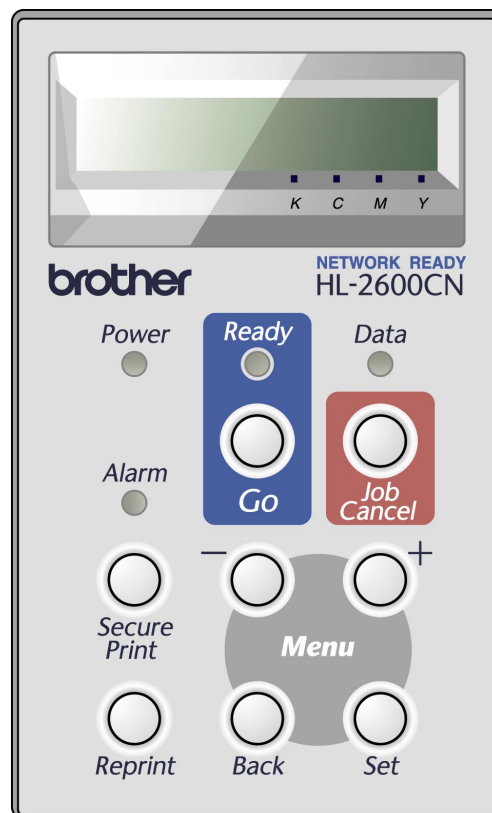 K C M Y
brother
NETWORK READY
HL-2600CN
Power
Ready
Data
Alarm
Go
Job
Cancel
− +
Secure
Print
Menu
Reprint
Back
Set